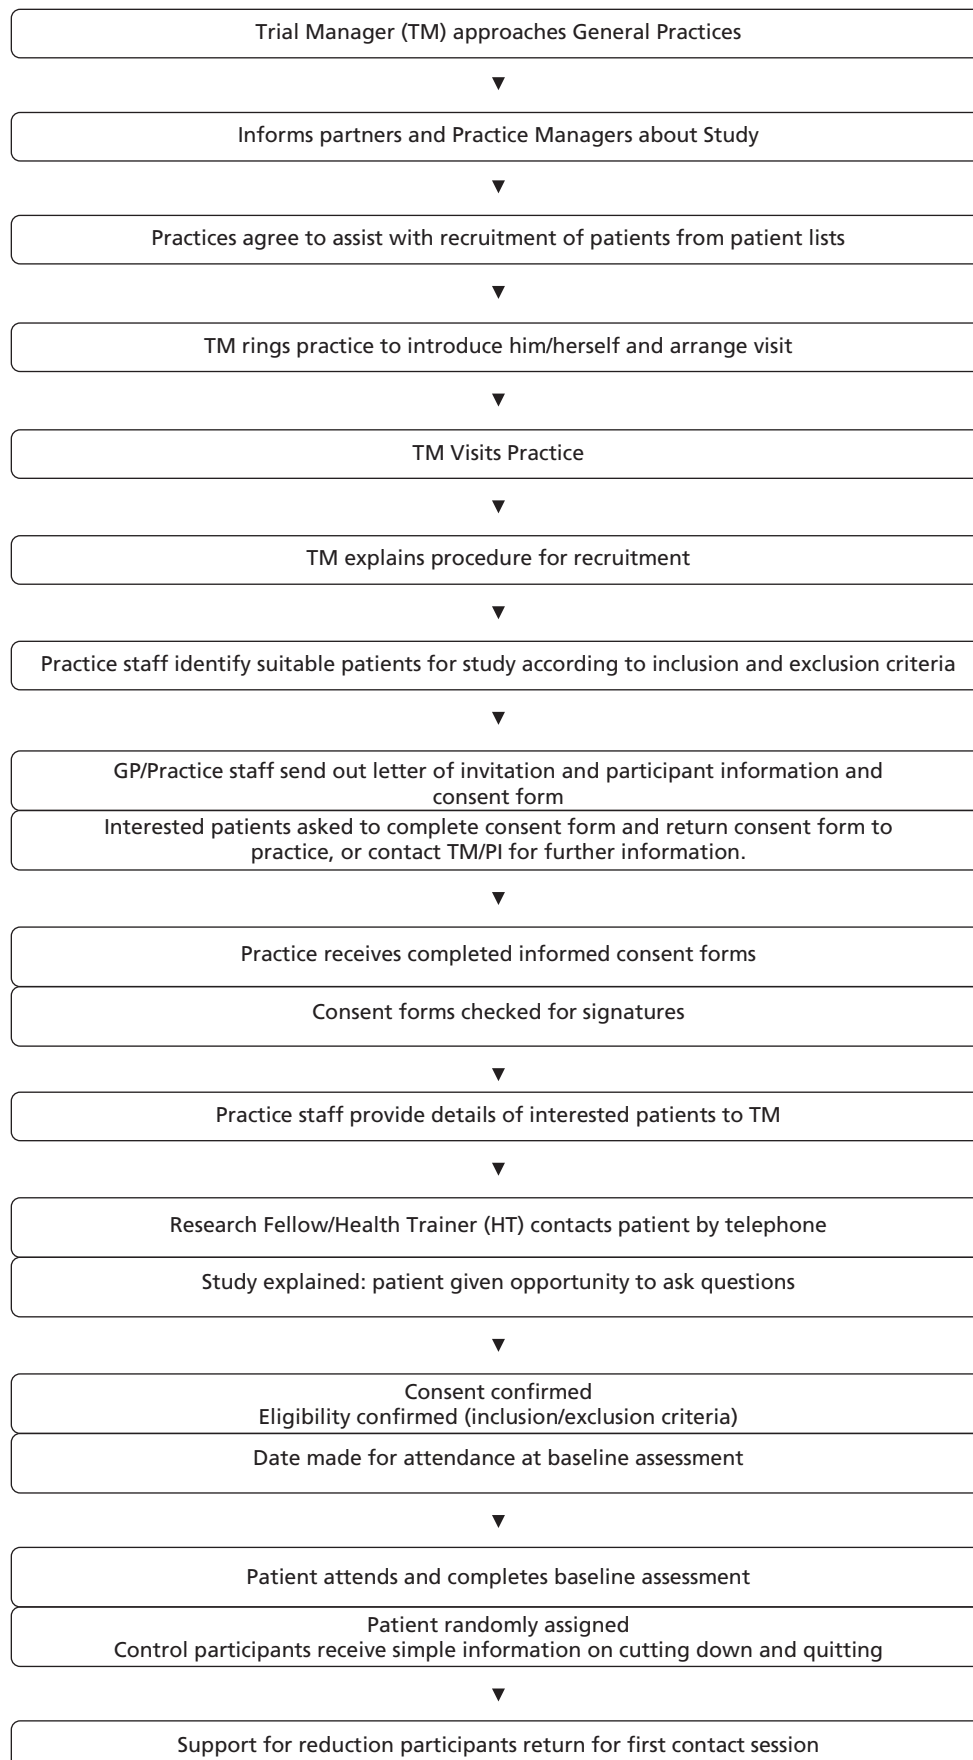 Trial Manager (TM) approaches General Practices
Informs partners and Practice Managers about Study
Practices agree to assist with recruitment of patients from patient lists
TM rings practice to introduce him/herself and arrange visit
TM Visits Practice
TM explains procedure for recruitment
Practice staff identify suitable patients for study according to inclusion and exclusion criteria
GP/Practice staff send out letter of invitation and participant information and
consent form
Interested patients asked to complete consent form and return consent form to
practice, or contact TM/PI for further information.
Practice receives completed informed consent forms
Consent forms checked for signatures
Practice staff provide details of interested patients to TM
Research Fellow/Health Trainer (HT) contacts patient by telephone
Study explained: patient given opportunity to ask questions
Consent confirmed
Eligibility confirmed (inclusion/exclusion criteria)
Date made for attendance at baseline assessment
Patient attends and completes baseline assessment
Patient randomly assigned
Control participants receive simple information on cutting down and quitting
Support for reduction participants return for first contact session